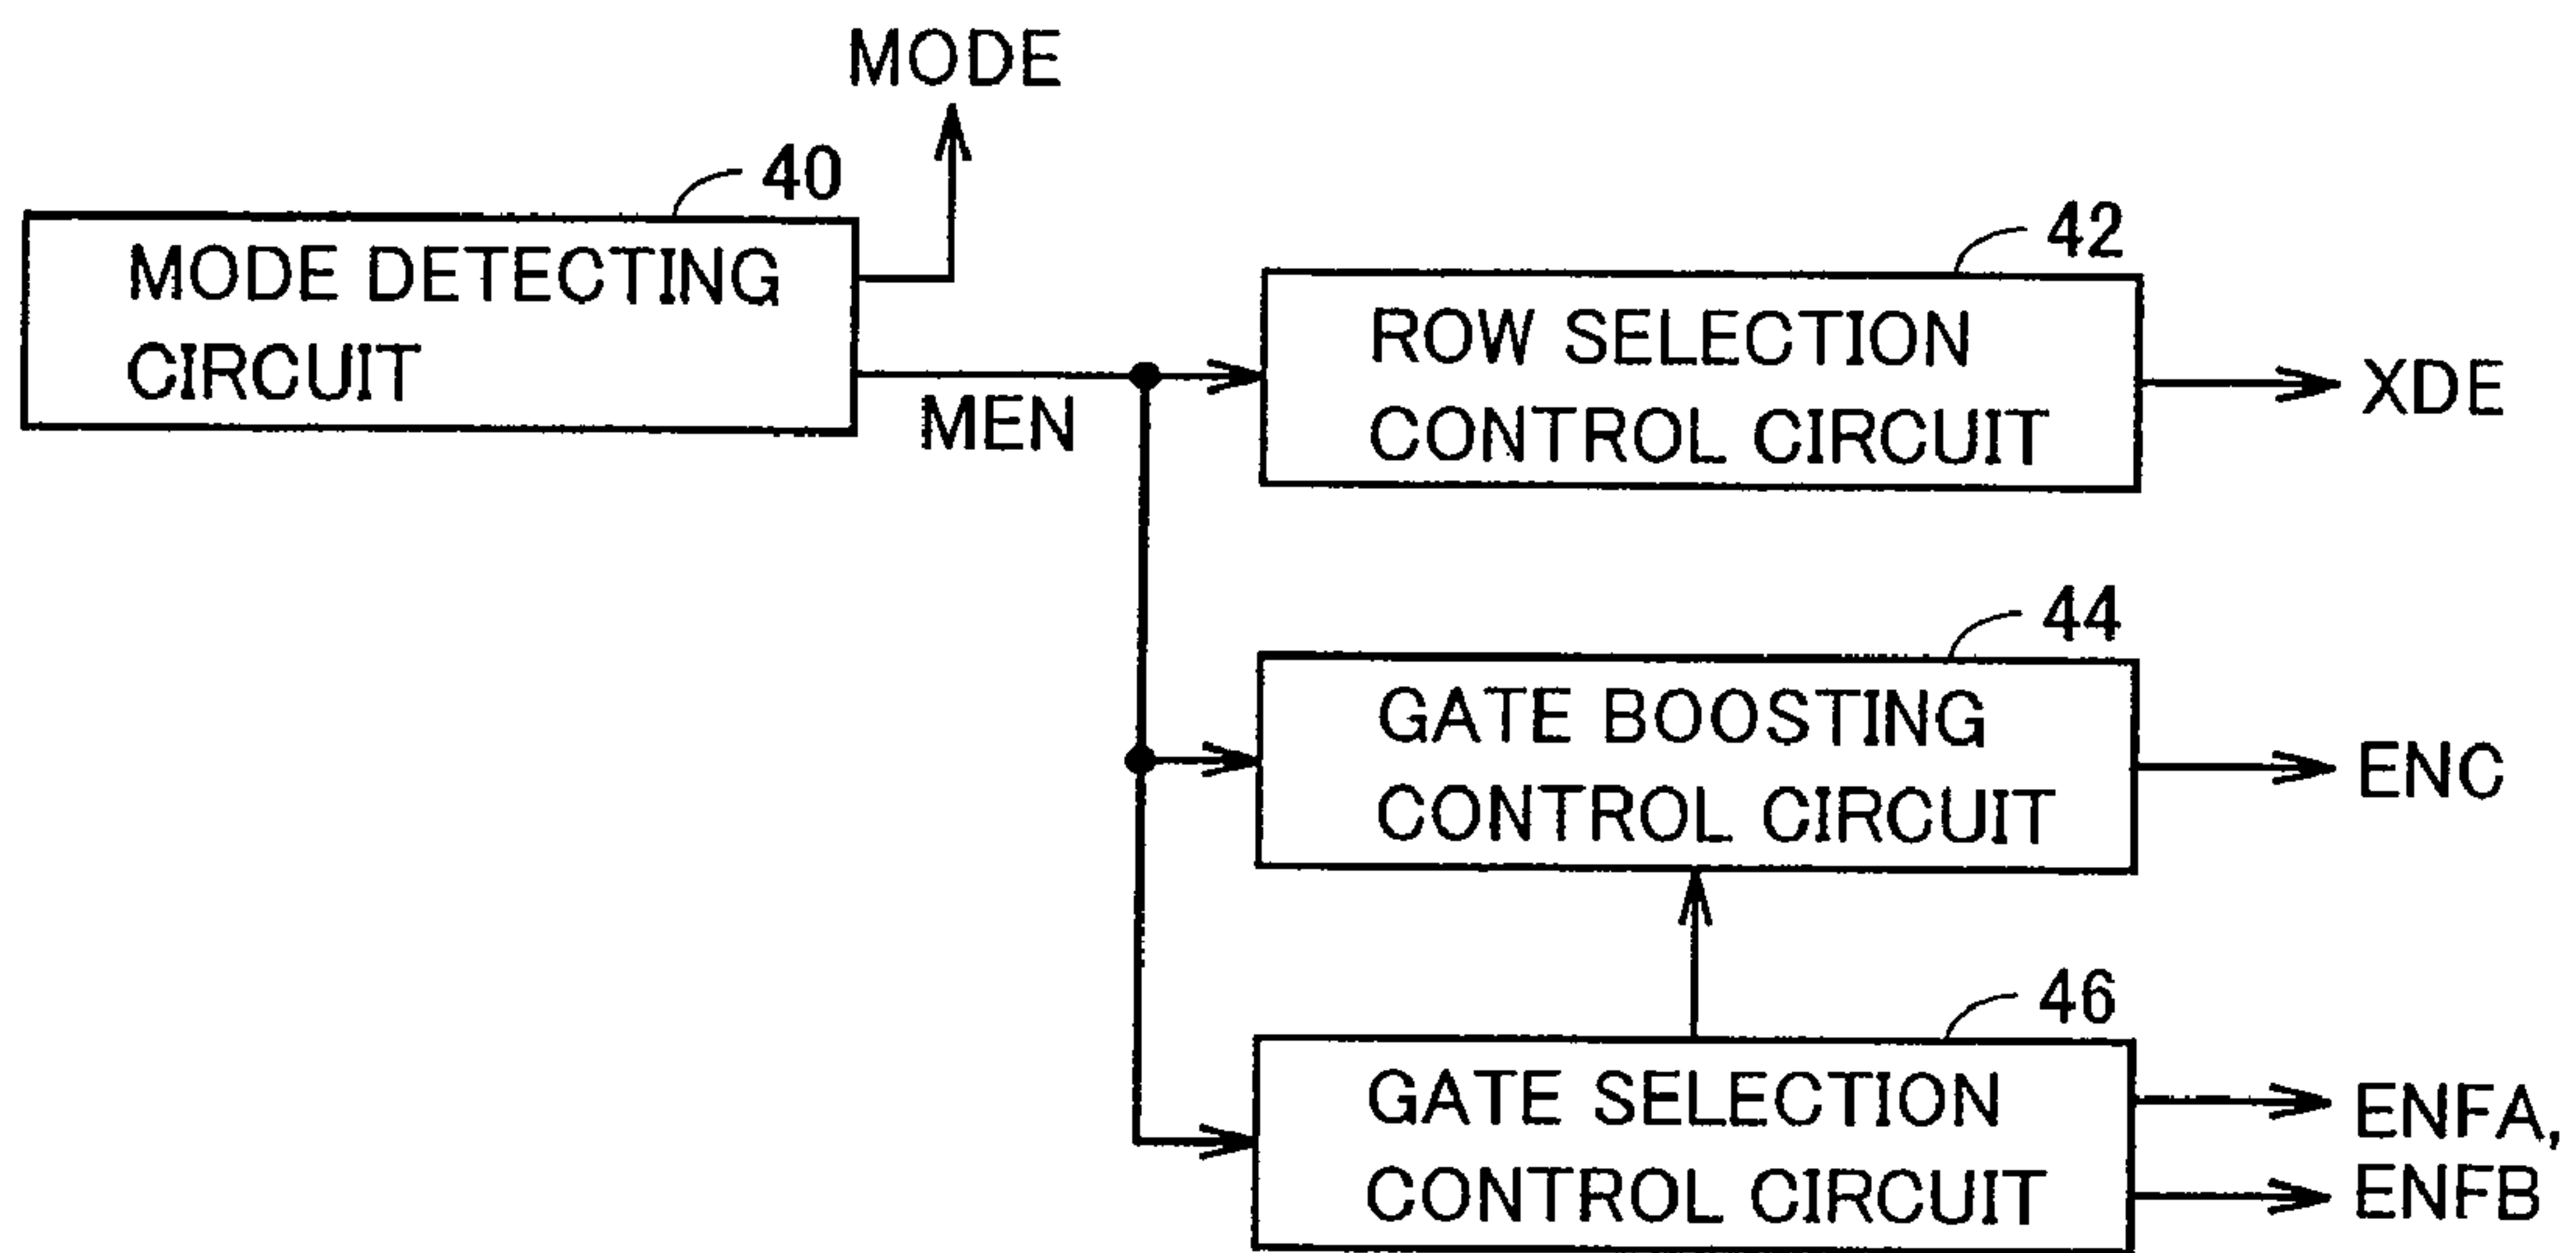 MODE
40
MODE DETECTING
CIRCUIT
MEN
42
ROW SELECTION
CONTROL CIRCUIT
XDE
44
GATE BOOSTING
CONTROL CIRCUIT
ENC
46
GATE SELECTION
CONTROL CIRCUIT
ENFA,
ENFB